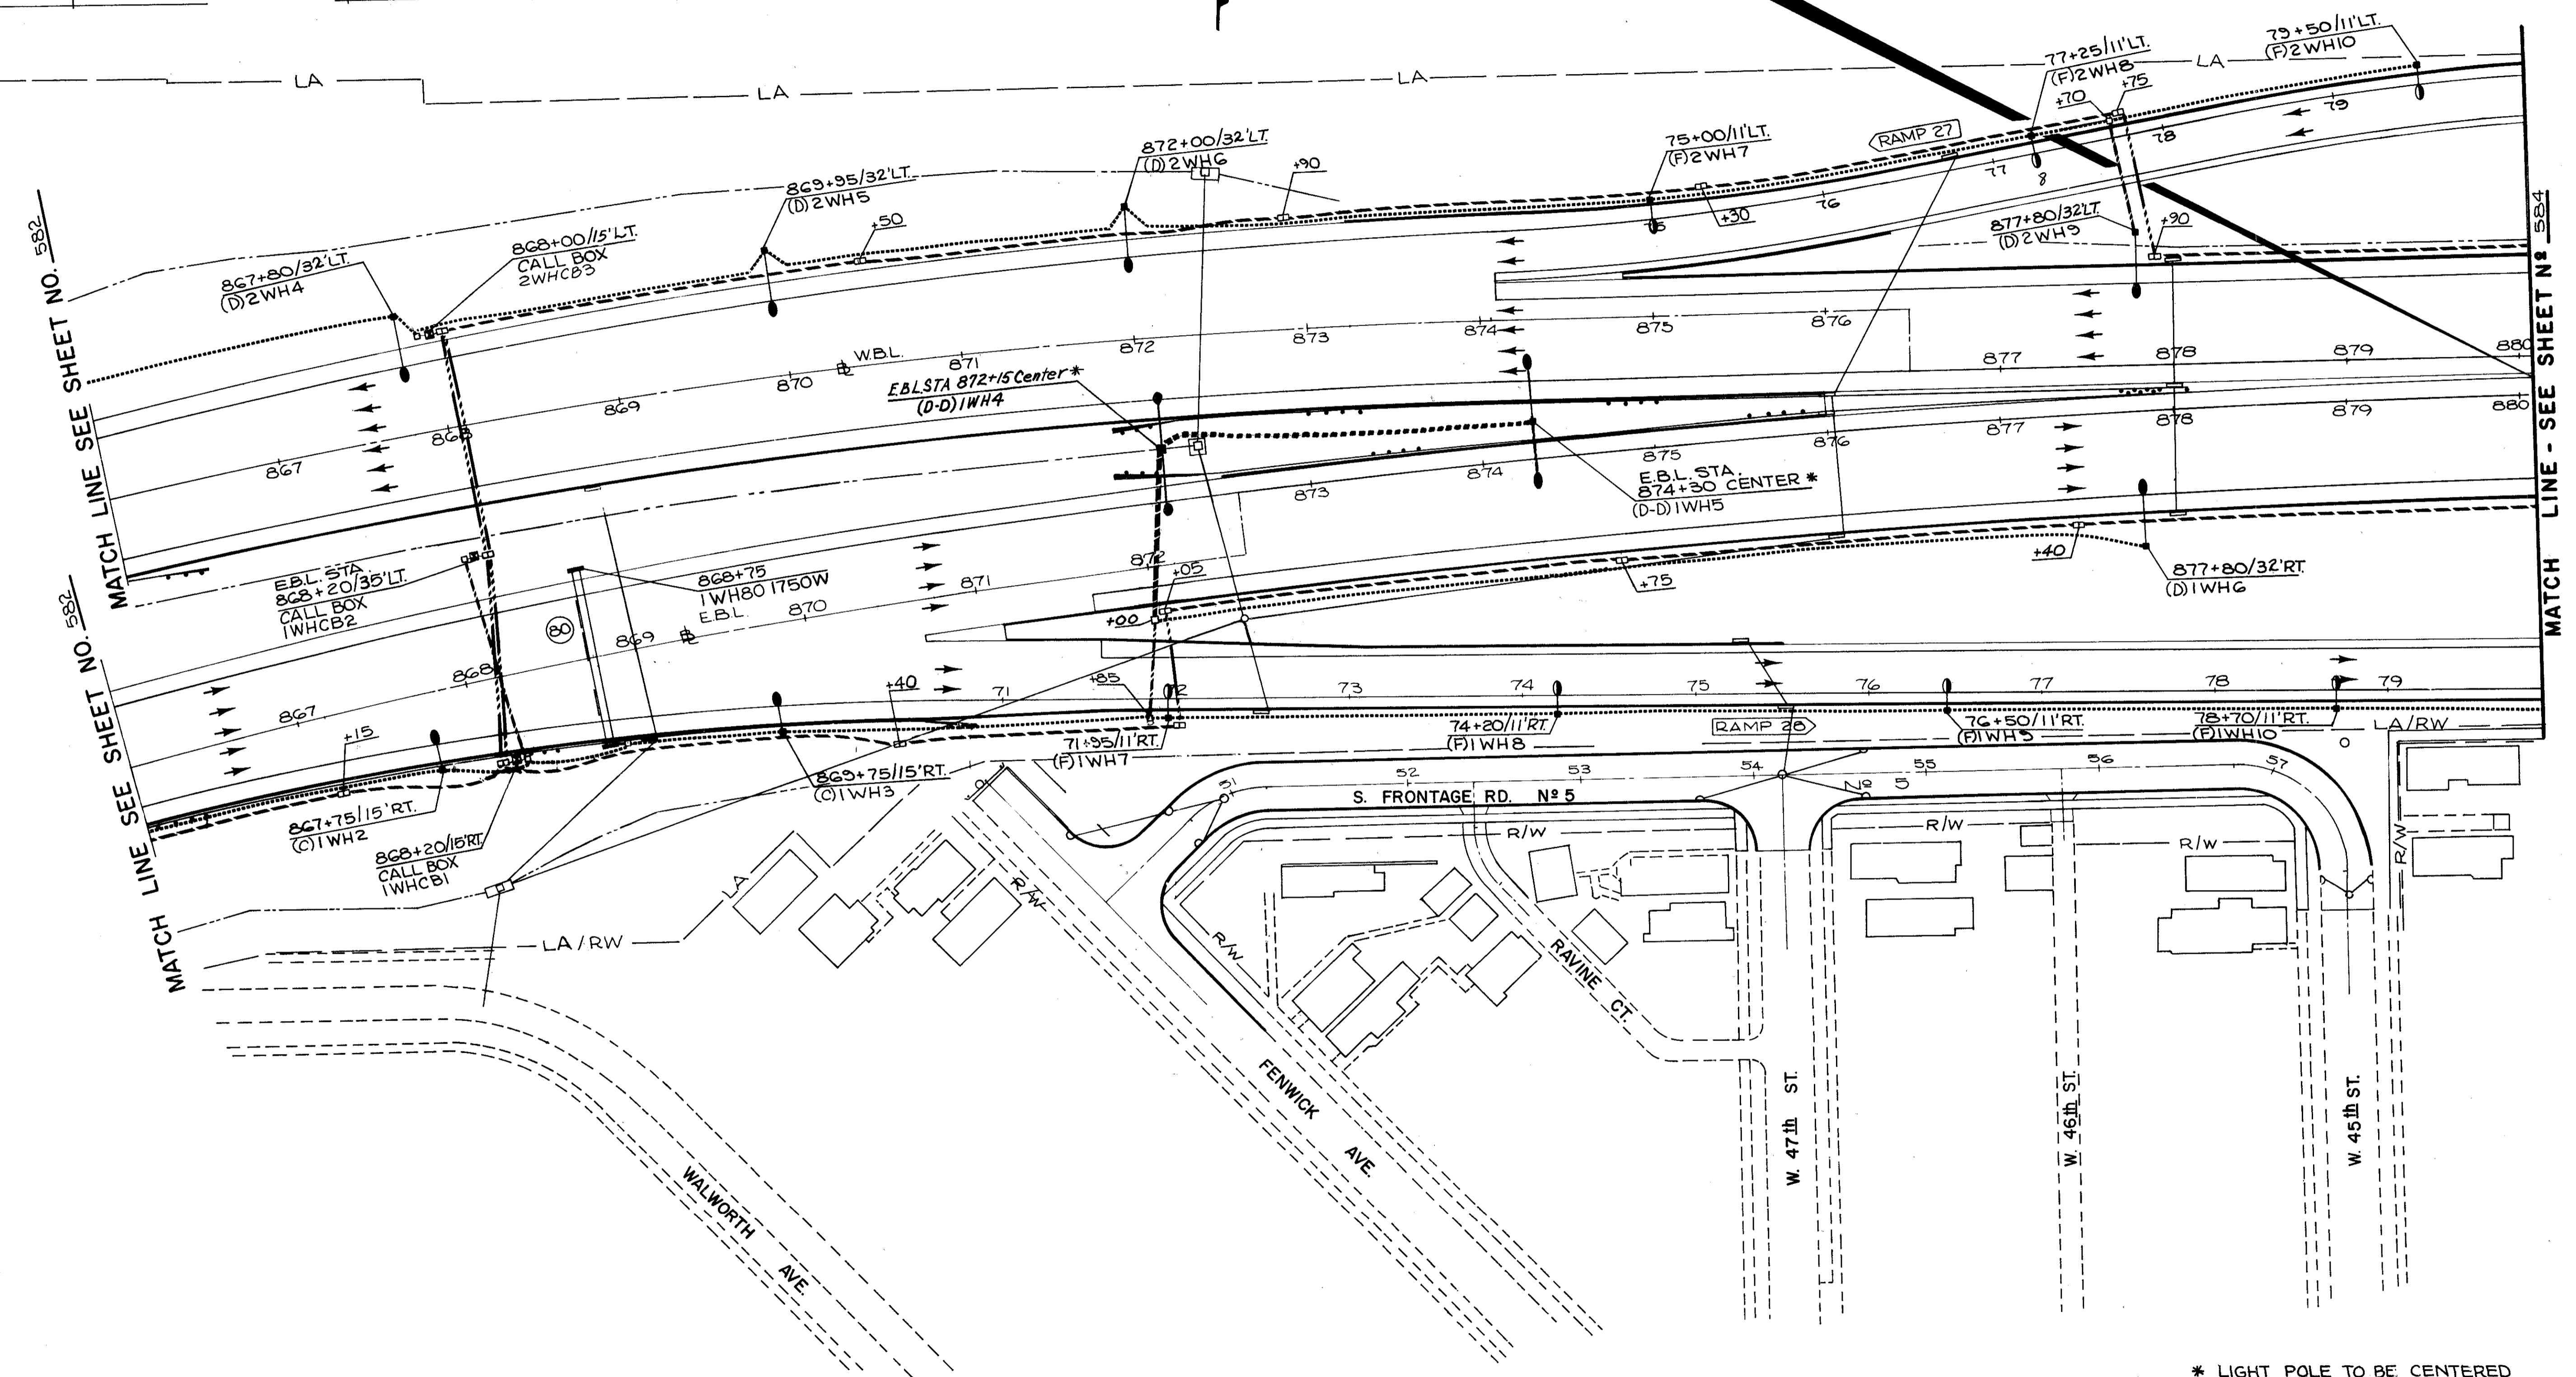 LA
LA
LA
LA
79+50/11'LT.
(F)2WH10
77+25/11'LT.
(F)2WH8
+70
+75
79
78
77
8
76
RAMP 27
75+00/11'LT.
(F)2WH7
+30
75
872+00/32'LT.
(D)2WH6
+90
869+95/32'LT.
(D)2WH5
+50
868+00/15'LT.
CALL BOX
2WHCB3
867+80/32'LT.
(D)2WH4
877+80/32'LT.
(D)2WH9
+90
MATCH LINE SEE SHEET NO. 582
MATCH LINE - SEE SHEET Nº 584
867
868
869
870
W.B.L.
871
872
873
874
875
876
877
878
879
880
E.B.L STA 872+15 Center *
(D-D) 1WH4
E.B.L. STA.
874+30 CENTER *
(D-D) 1WH5
873
874
875
876
877
878
879
880
E.B.L. STA.
868+20/35'LT.
CALL BOX
1WHCB2
80
868+75
1WH80 1750W
E.B.L.
867
868
869
870
871
872
+05
+00
+75
+40
877+80/32'RT.
(D)1WH6
MATCH LINE SEE SHEET NO. 582
+15
867+75/15'RT.
(C)1WH2
868+20/15'RT.
CALL BOX
1WHCB1
869+75/15'RT.
(C)1WH3
+40
+85
71
72
73
74
75
76
77
78
79
71+95/11'RT.
(F)1WH7
74+20/11'RT.
(F)1WH8
RAMP 28
76+50/11'RT.
(F)1WH9
78+70/11'RT.
(F)1WH10
LA/RW
51
52
53
54
55
56
57
S. FRONTAGE RD. Nº 5
Nº 5
R/W
R/W
R/W
R/W
R/W
R/W
LA
LA/RW
RAVINE CT.
FENWICK AVE.
WALWORTH AVE.
W. 47th ST.
W. 46th ST.
W. 45th ST.
* LIGHT POLE TO BE CENTERED